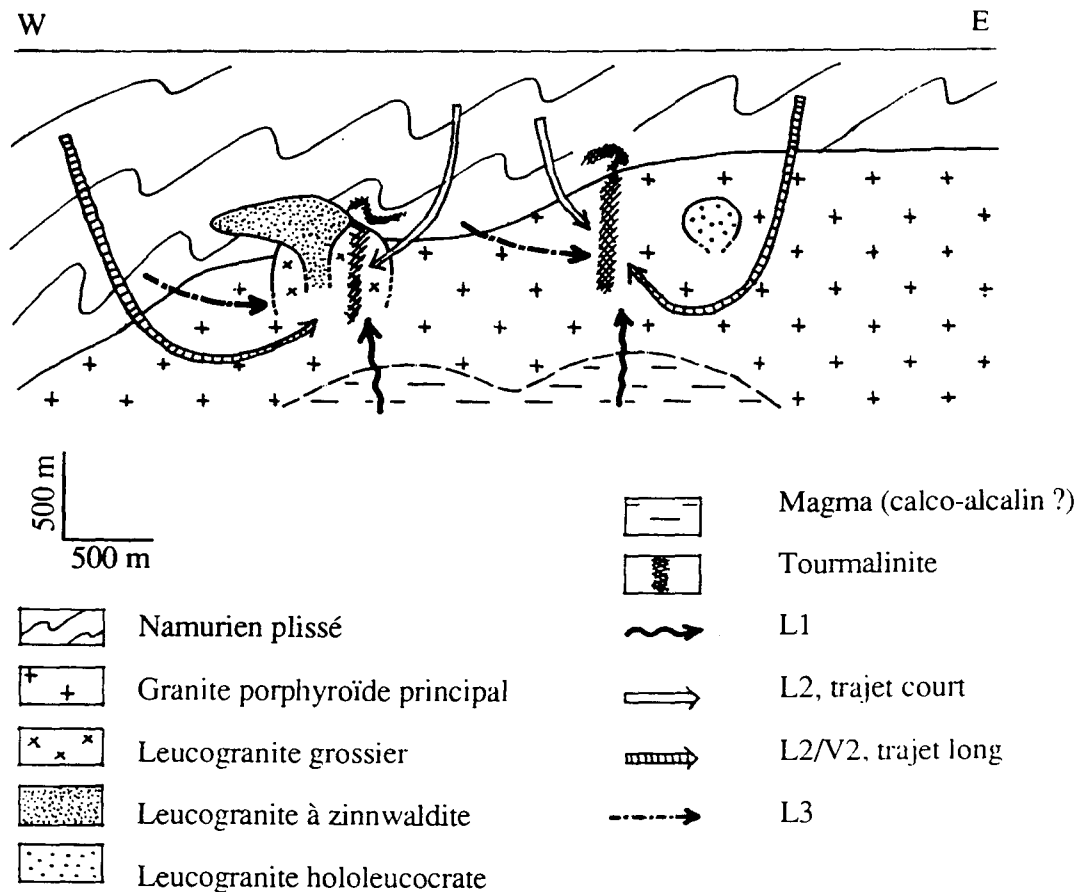 W
E
500 m
500 m
Namurien plissé
Granite porphyroïde principal
Leucogranite grossier
Leucogranite à zinnwaldite
Leucogranite hololeucocrate
Magma (calco-alcalin ?)
Tourmalinite
L1
L2, trajet court
L2/V2, trajet long
L3